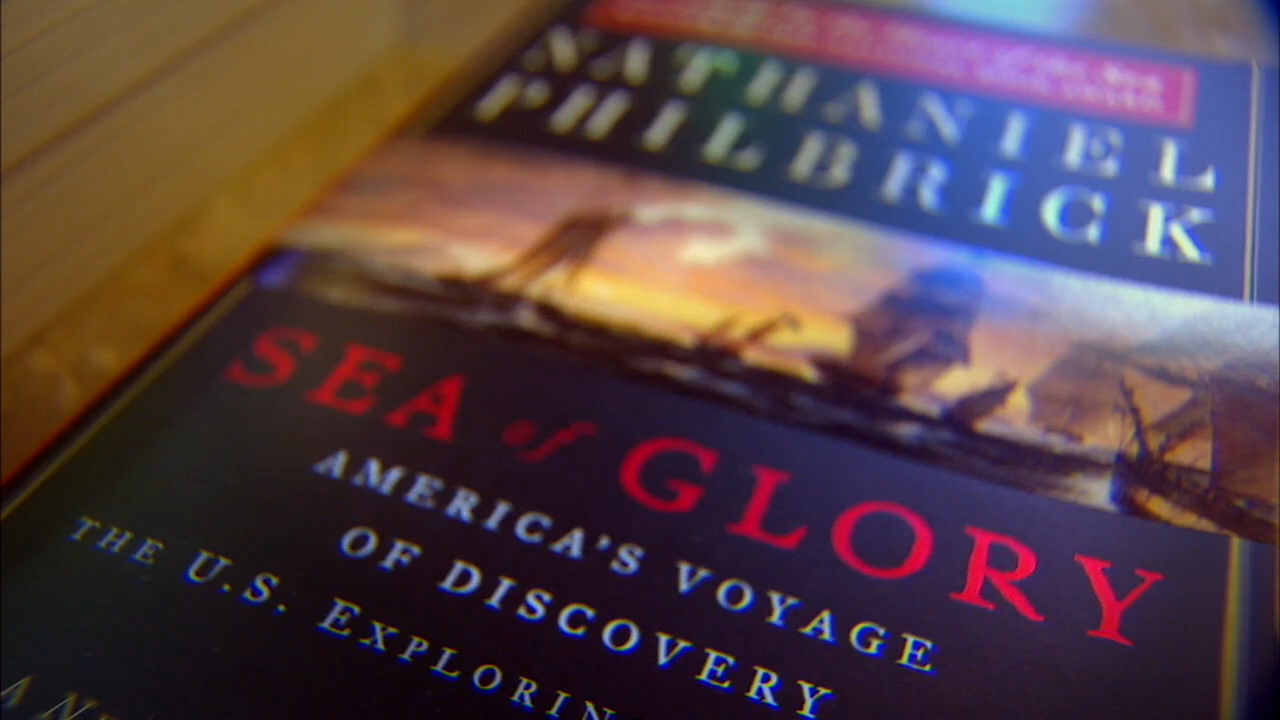 NATHANIEL
PHILBRICK
SEA of GLORY
AMERICA'S VOYAGE
OF DISCOVERY
THE U.S. EXPLORIN